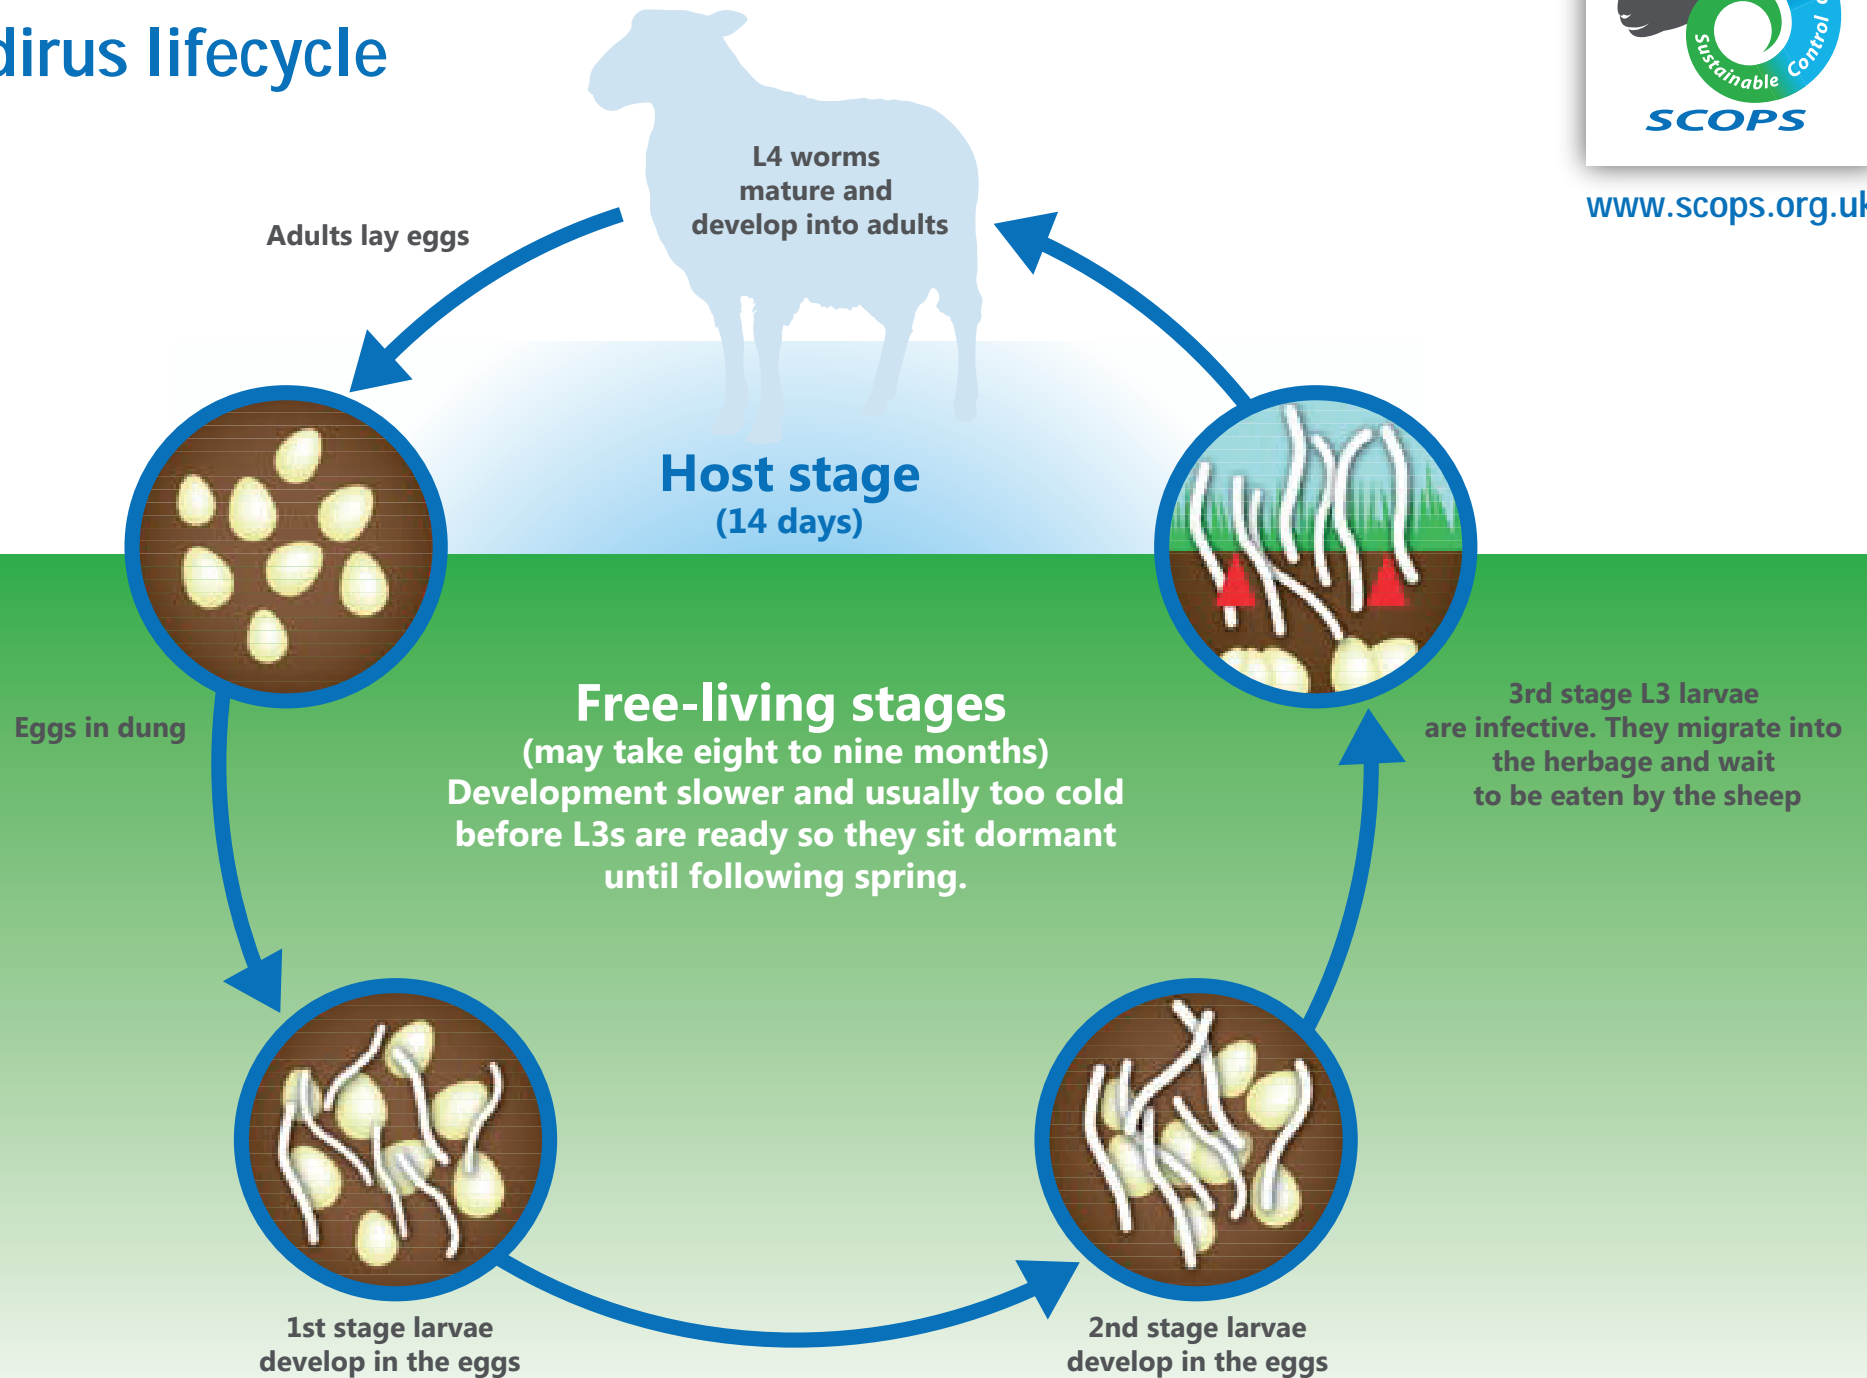 dirus lifecycle
Sustainable Control
SCOPS
www.scops.org.uk
L4 worms
mature and
develop into adults
Adults lay eggs
Host stage
(14 days)
Eggs in dung
Free-living stages
(may take eight to nine months)
Development slower and usually too cold
before L3s are ready so they sit dormant
until following spring.
3rd stage L3 larvae
are infective. They migrate into
the herbage and wait
to be eaten by the sheep
1st stage larvae
develop in the eggs
2nd stage larvae
develop in the eggs